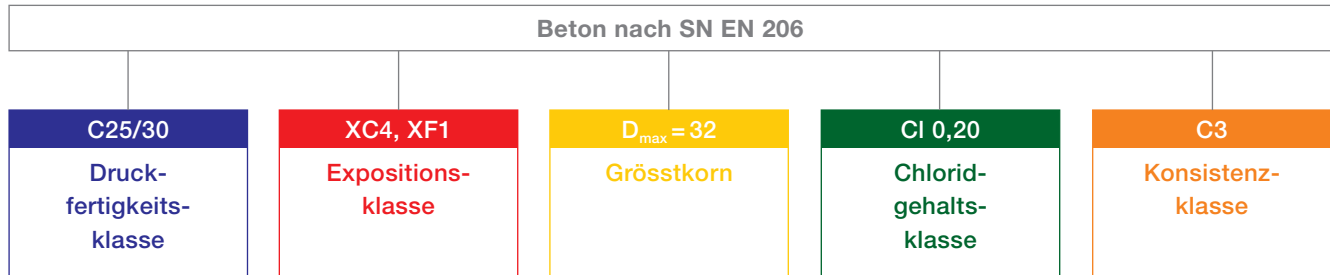 Beton nach SN EN 206
C25/30
Druck-
fertigkeits-
klasse
XC4, XF1
Expositions-
klasse
Dmax = 32
Grösstkorn
Cl 0,20
Chlorid-
gehalts-
klasse
C3
Konsistenz-
klasse